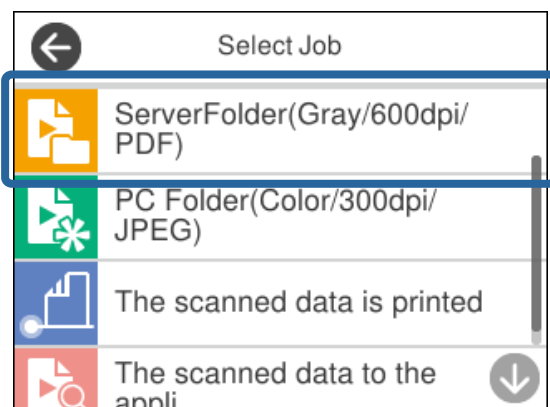 Select Job
ServerFolder(Gray/600dpi/
PDF)
PC Folder(Color/300dpi/
JPEG)
The scanned data is printed
The scanned data to the
appli...